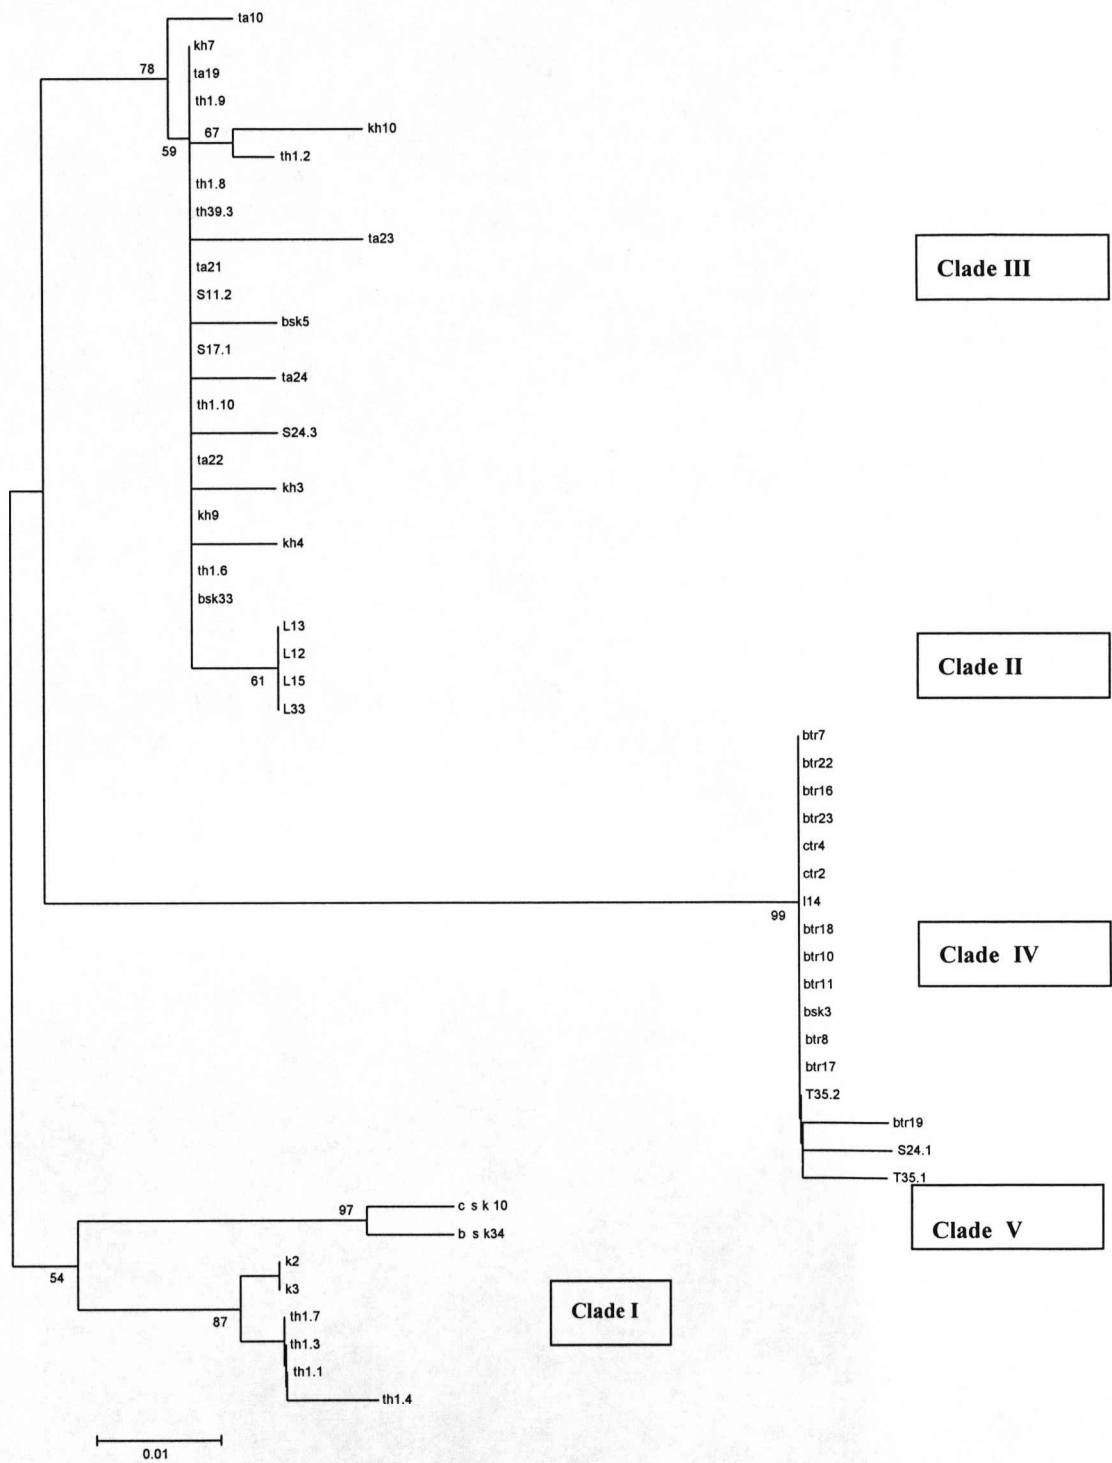 ta10
kh7
78
ta19
th1.9
67
kh10
59
th1.2
th1.8
th39.3
ta23
Clade III
ta21
S11.2
bsk5
S17.1
ta24
th1.10
S24.3
ta22
kh3
kh9
kh4
th1.6
bsk33
L13
L12
Clade II
61
L15
L33
btr7
btr22
btr16
btr23
ctr4
ctr2
l14
99
btr18
btr10
Clade IV
btr11
bsk3
btr8
btr17
T35.2
btr19
S24.1
T35.1
c s k 10
97
Clade V
b s k34
k2
54
k3
Clade I
87
th1.7
th1.3
th1.1
th1.4
0.01